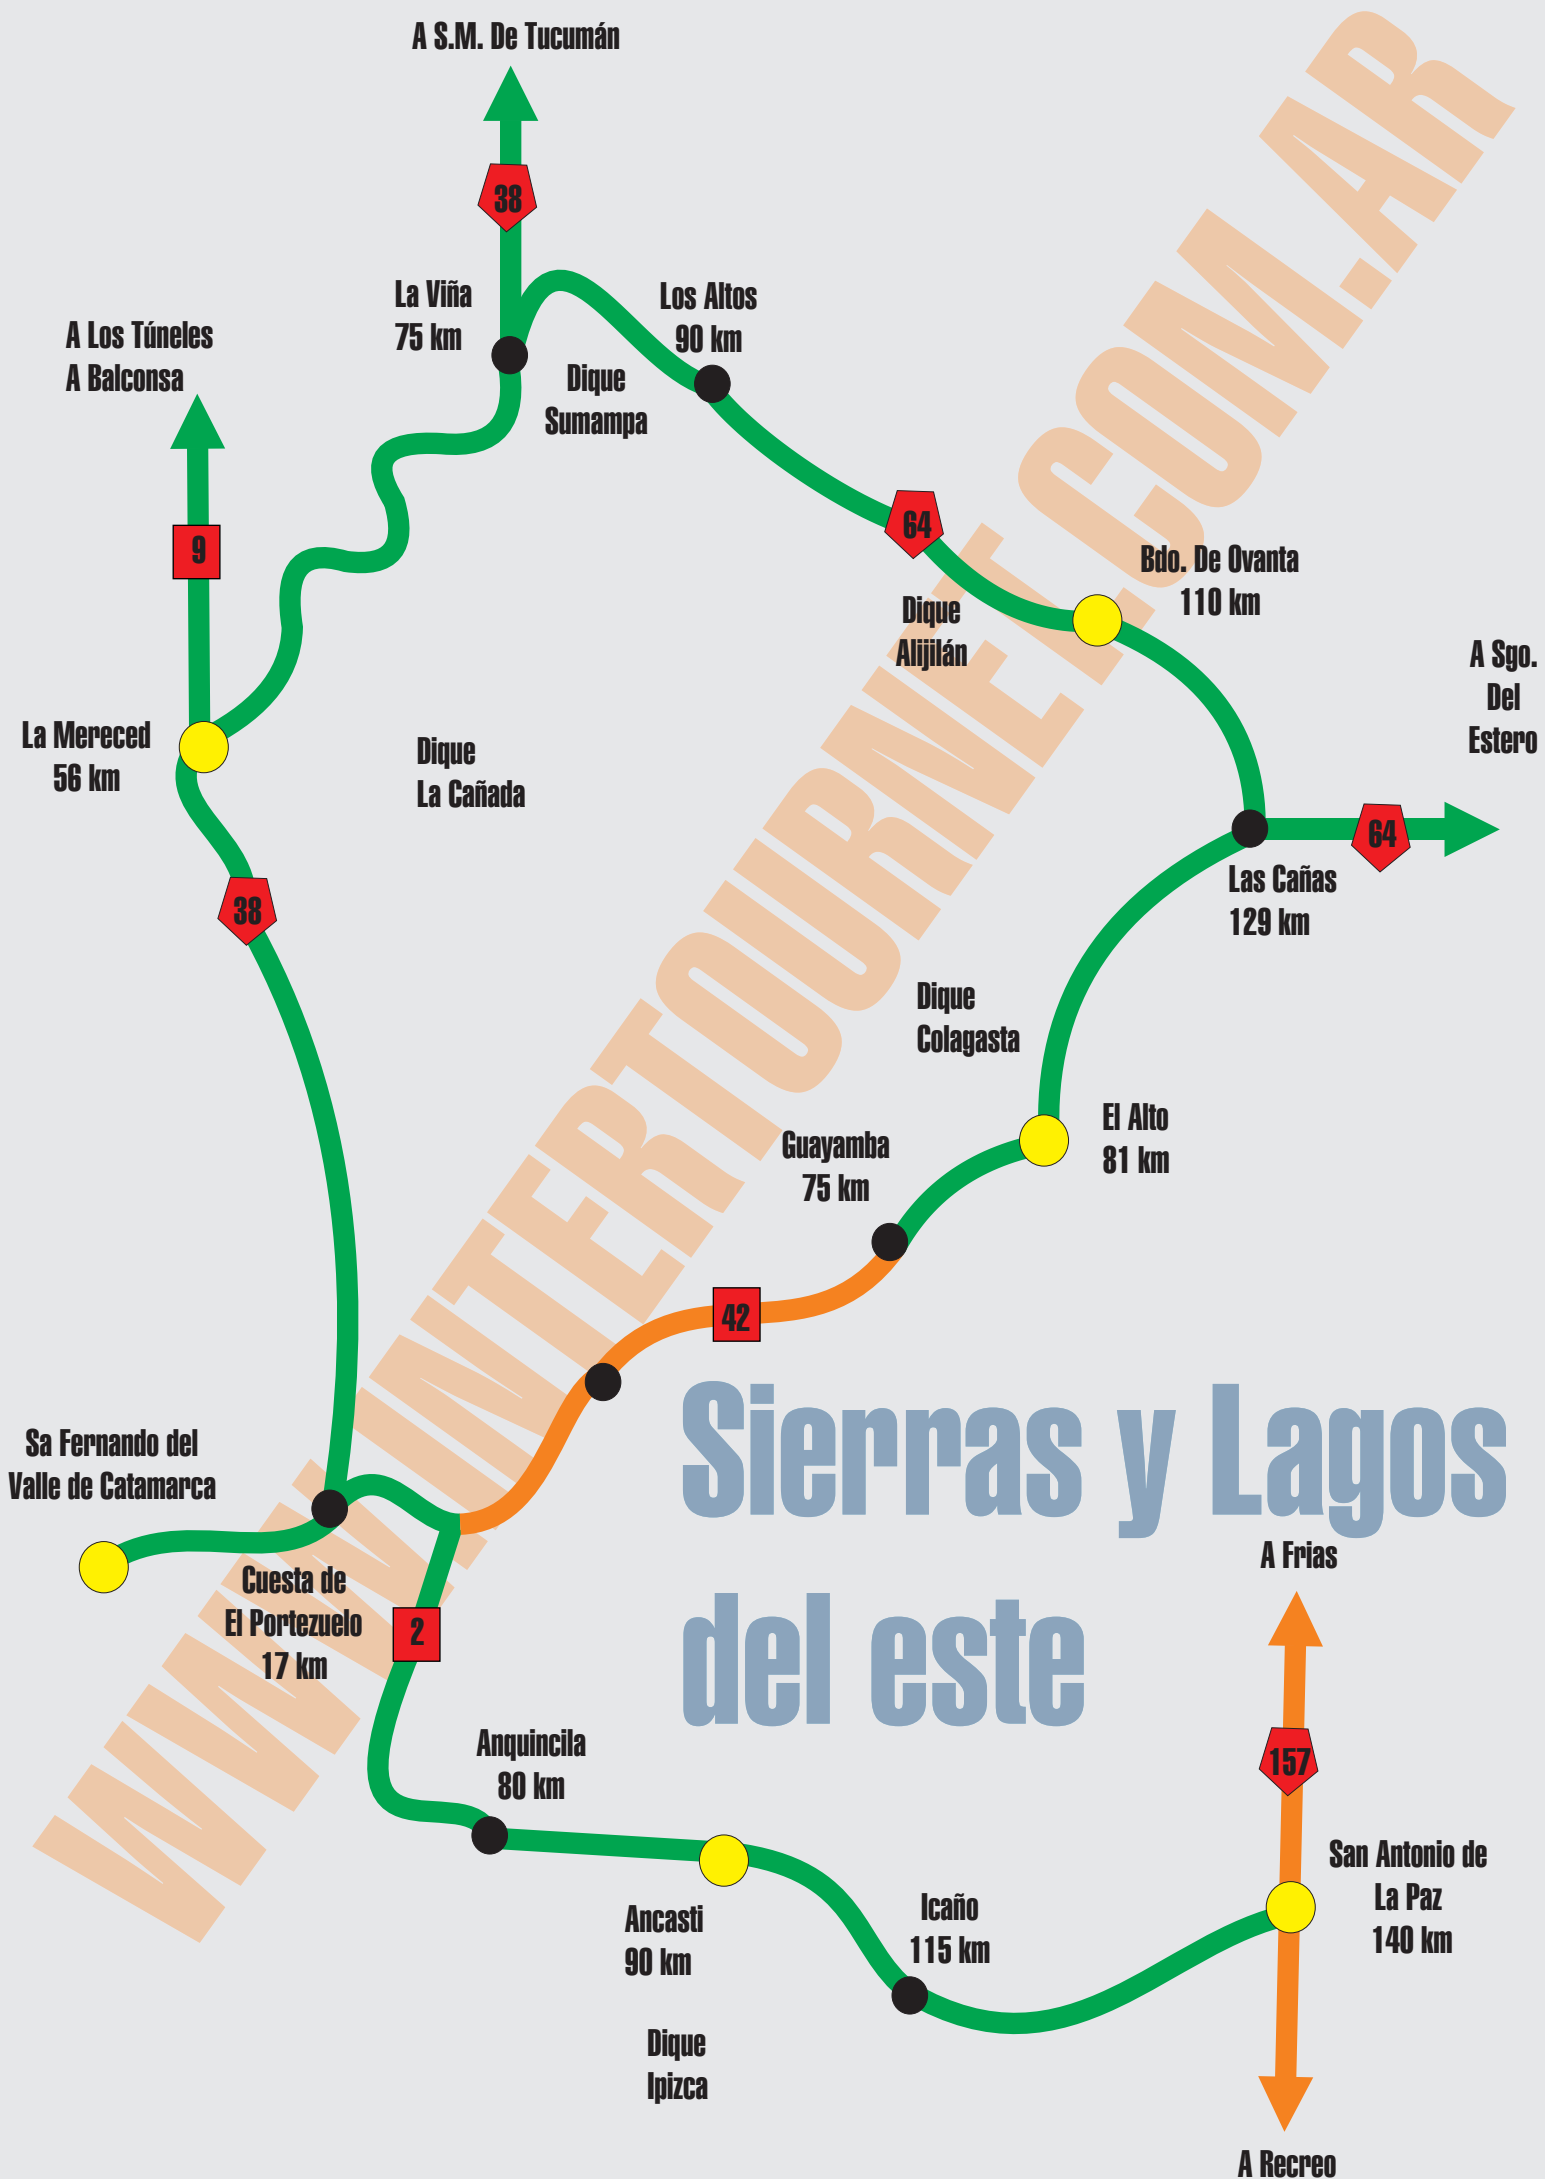 A S.M. De Tucumán
38
La Viña
75 km
Los Altos
90 km
A Los Túneles
A Balconsa
Dique
Sumampa
9
64
Bdo. De Ovanta
110 km
Dique
Alijilán
A Sgo.
Del
Estero
La Mereced
56 km
Dique
La Cañada
64
Las Cañas
129 km
38
Dique
Colagasta
El Alto
81 km
Guayamba
75 km
42
Sierras y Lagos
del este
Sa Fernando del
Valle de Catamarca
Cuesta de
El Portezuelo
17 km
2
A Frias
157
Anquincila
80 km
San Antonio de
La Paz
140 km
Ancasti
90 km
Icaño
115 km
Dique
Ipizca
A Recreo
WWW.INTERTOURNET.COM.AR